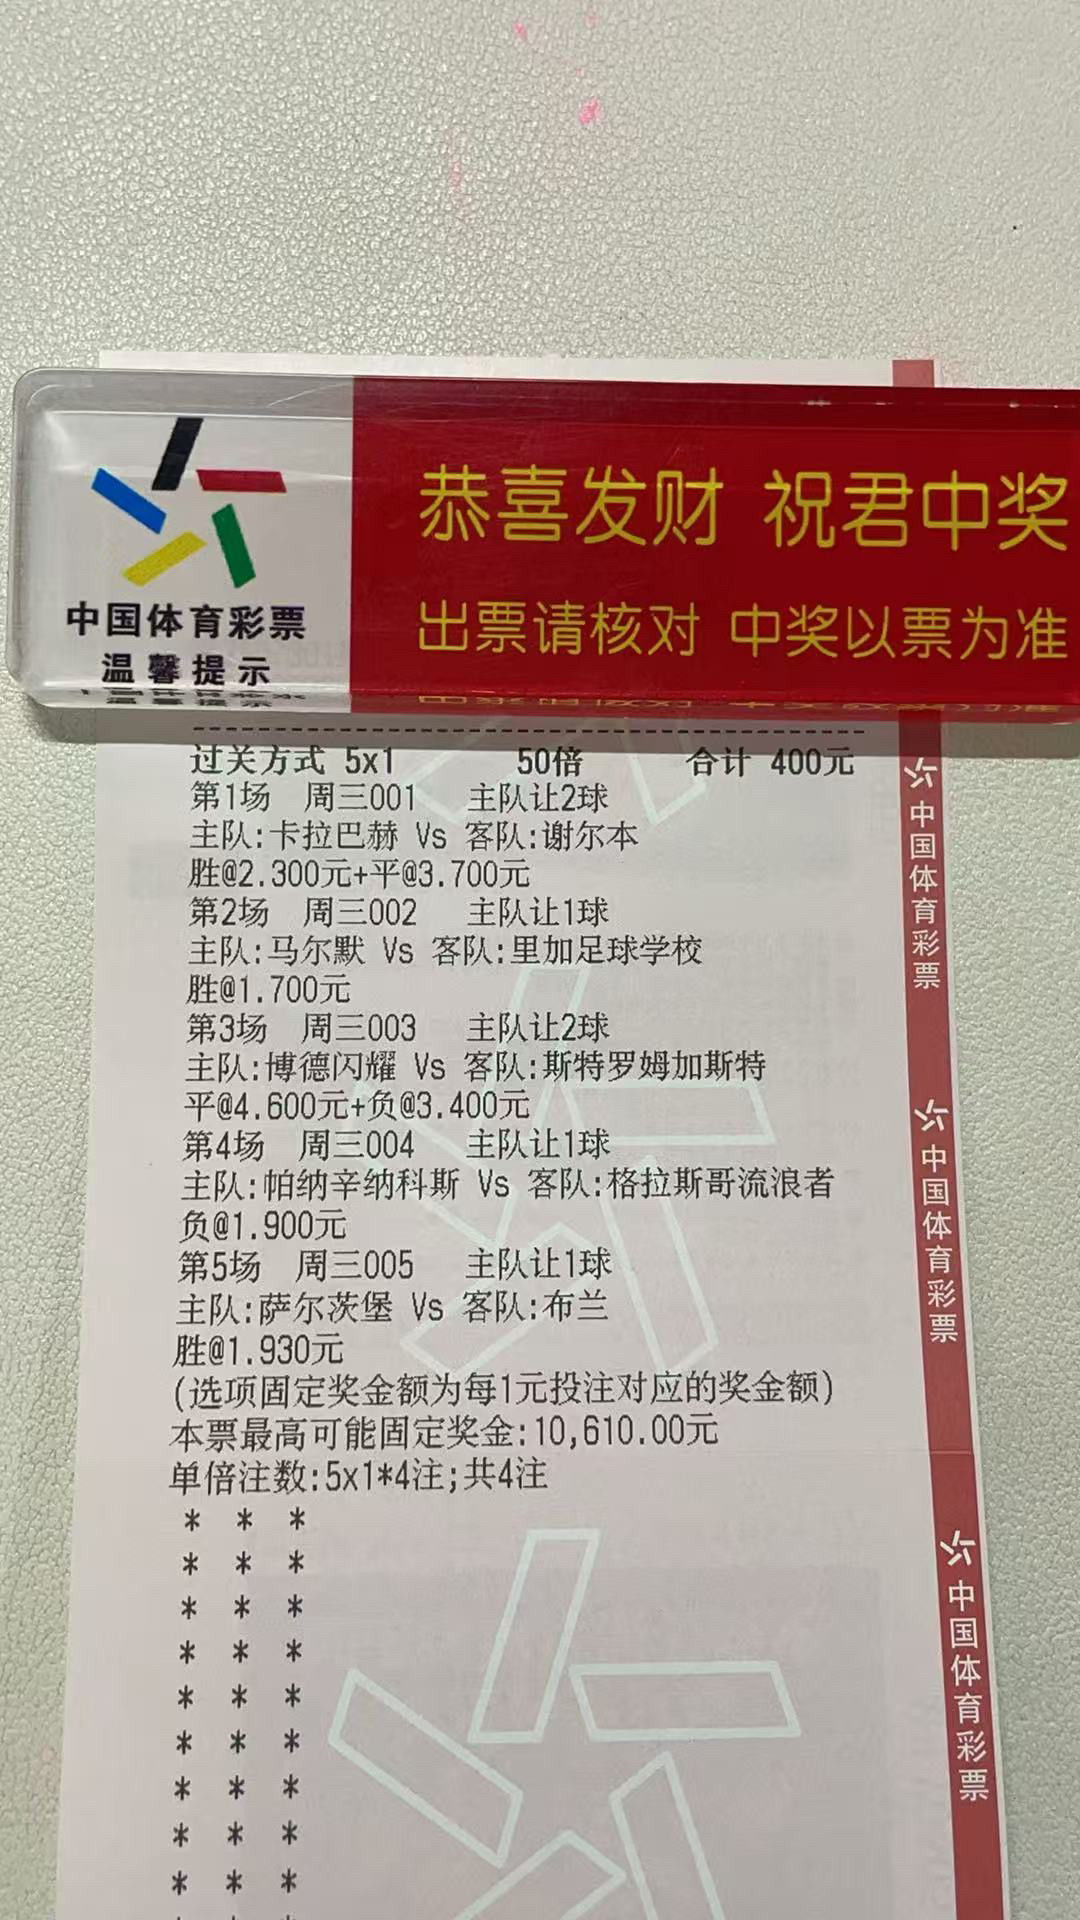 恭喜发财 祝君中奖
出票请核对 中奖以票为准
中国体育彩票
温馨提示
过关方式 5x1 50倍 合计 400元
第1场 周三001 主队让2球
主队:卡拉巴赫 Vs 客队:谢尔本
胜@2.300元+平@3.700元
第2场 周三002 主队让1球
主队:马尔默 Vs 客队:里加足球学校
胜@1.700元
第3场 周三003 主队让2球
主队:博德闪耀 Vs 客队:斯特罗姆加斯特
平@4.600元+负@3.400元
第4场 周三004 主队让1球
主队:帕纳辛纳科斯 Vs 客队:格拉斯哥流浪者
负@1.900元
第5场 周三005 主队让1球
主队:萨尔茨堡 Vs 客队:布兰
胜@1.930元
(选项固定奖金额为每1元投注对应的奖金额)
本票最高可能固定奖金:10,610.00元
单倍注数:5x1*4注;共4注
* * *
* * *
* * *
* * *
* * *
* * *
* * *
* * *
* * *
中国体育彩票
中国体育彩票
中国体育彩票